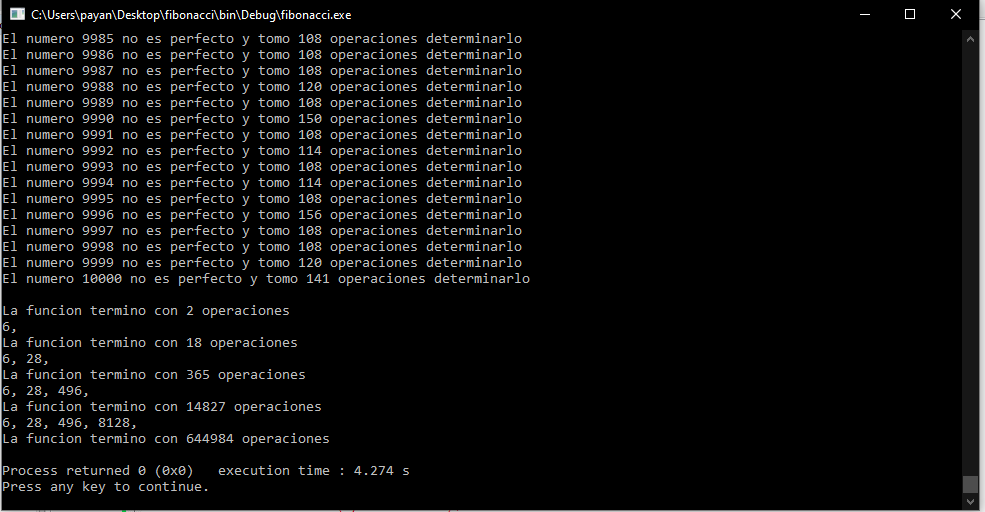 C:\Users\payan\Desktop\fibonacci\bin\Debug\fibonacci.exe
El numero 9985 no es perfecto y tomo 108 operaciones determinarlo
El numero 9986 no es perfecto y tomo 108 operaciones determinarlo
El numero 9987 no es perfecto y tomo 108 operaciones determinarlo
El numero 9988 no es perfecto y tomo 120 operaciones determinarlo
El numero 9989 no es perfecto y tomo 108 operaciones determinarlo
El numero 9990 no es perfecto y tomo 150 operaciones determinarlo
El numero 9991 no es perfecto y tomo 108 operaciones determinarlo
El numero 9992 no es perfecto y tomo 114 operaciones determinarlo
El numero 9993 no es perfecto y tomo 108 operaciones determinarlo
El numero 9994 no es perfecto y tomo 114 operaciones determinarlo
El numero 9995 no es perfecto y tomo 108 operaciones determinarlo
El numero 9996 no es perfecto y tomo 156 operaciones determinarlo
El numero 9997 no es perfecto y tomo 108 operaciones determinarlo
El numero 9998 no es perfecto y tomo 108 operaciones determinarlo
El numero 9999 no es perfecto y tomo 120 operaciones determinarlo
El numero 10000 no es perfecto y tomo 141 operaciones determinarlo
La funcion termino con 2 operaciones
6,
La funcion termino con 18 operaciones
6, 28,
La funcion termino con 365 operaciones
6, 28, 496,
La funcion termino con 14827 operaciones
6, 28, 496, 8128,
La funcion termino con 644984 operaciones
Process returned 0 (0x0)   execution time : 4.274 s
Press any key to continue.